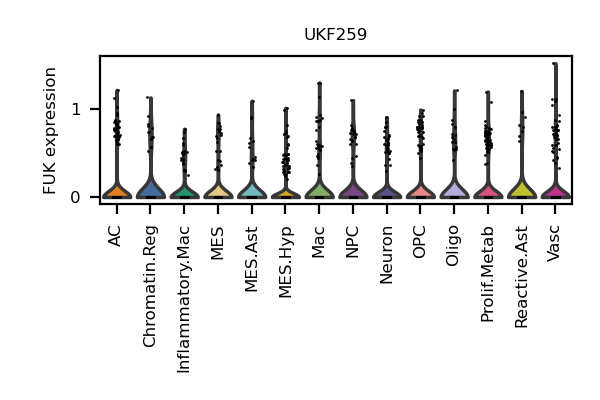 UKF259
FUK expression
1
0
AC
Chromatin.Reg
Inflammatory.Mac
MES
MES.Ast
MES.Hyp
Mac
NPC
Neuron
OPC
Oligo
Prolif.Metab
Reactive.Ast
Vasc